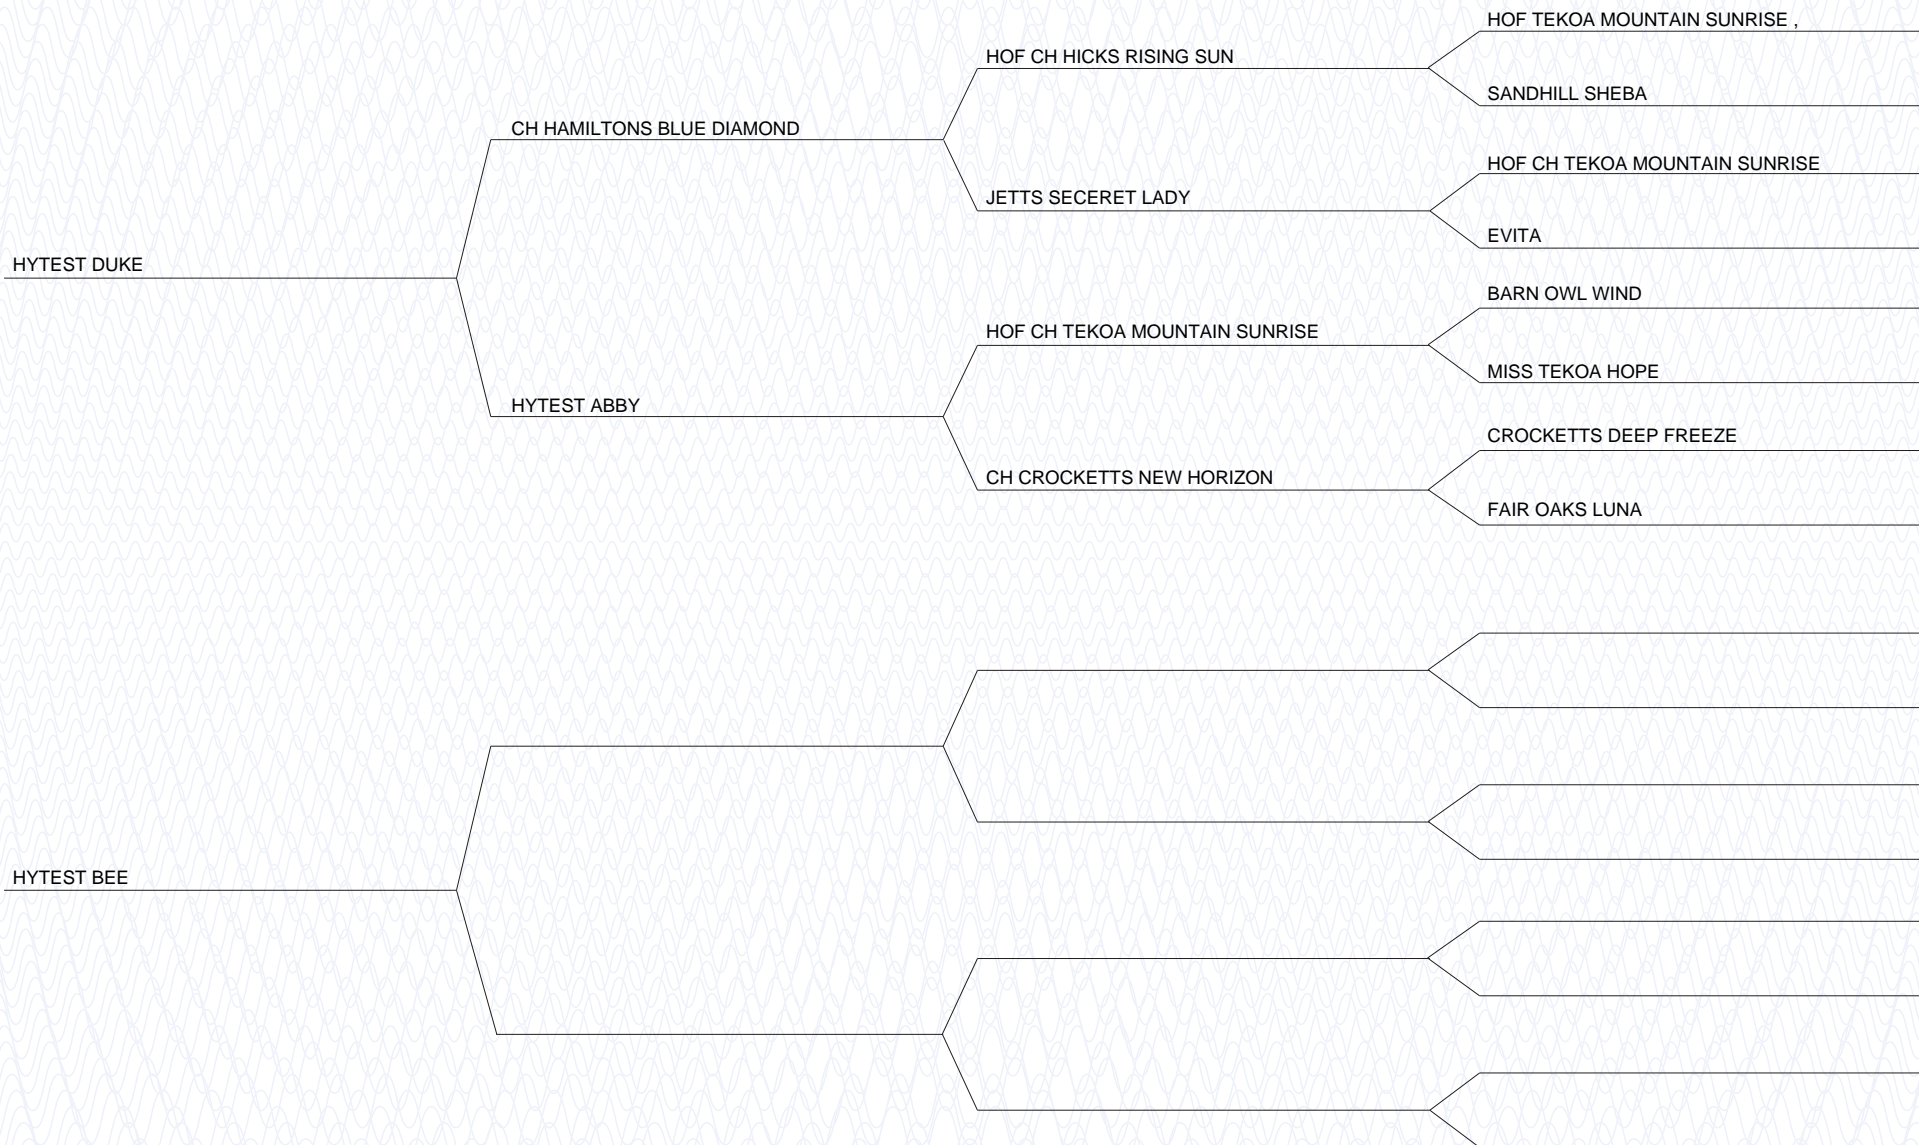 HOF TEKOA MOUNTAIN SUNRISE ,
HOF CH HICKS RISING SUN
SANDHILL SHEBA
CH HAMILTONS BLUE DIAMOND
HOF CH TEKOA MOUNTAIN SUNRISE
JETTS SECERET LADY
EVITA
HYTEST DUKE
BARN OWL WIND
HOF CH TEKOA MOUNTAIN SUNRISE
MISS TEKOA HOPE
HYTEST ABBY
CROCKETTS DEEP FREEZE
CH CROCKETTS NEW HORIZON
FAIR OAKS LUNA
HYTEST BEE